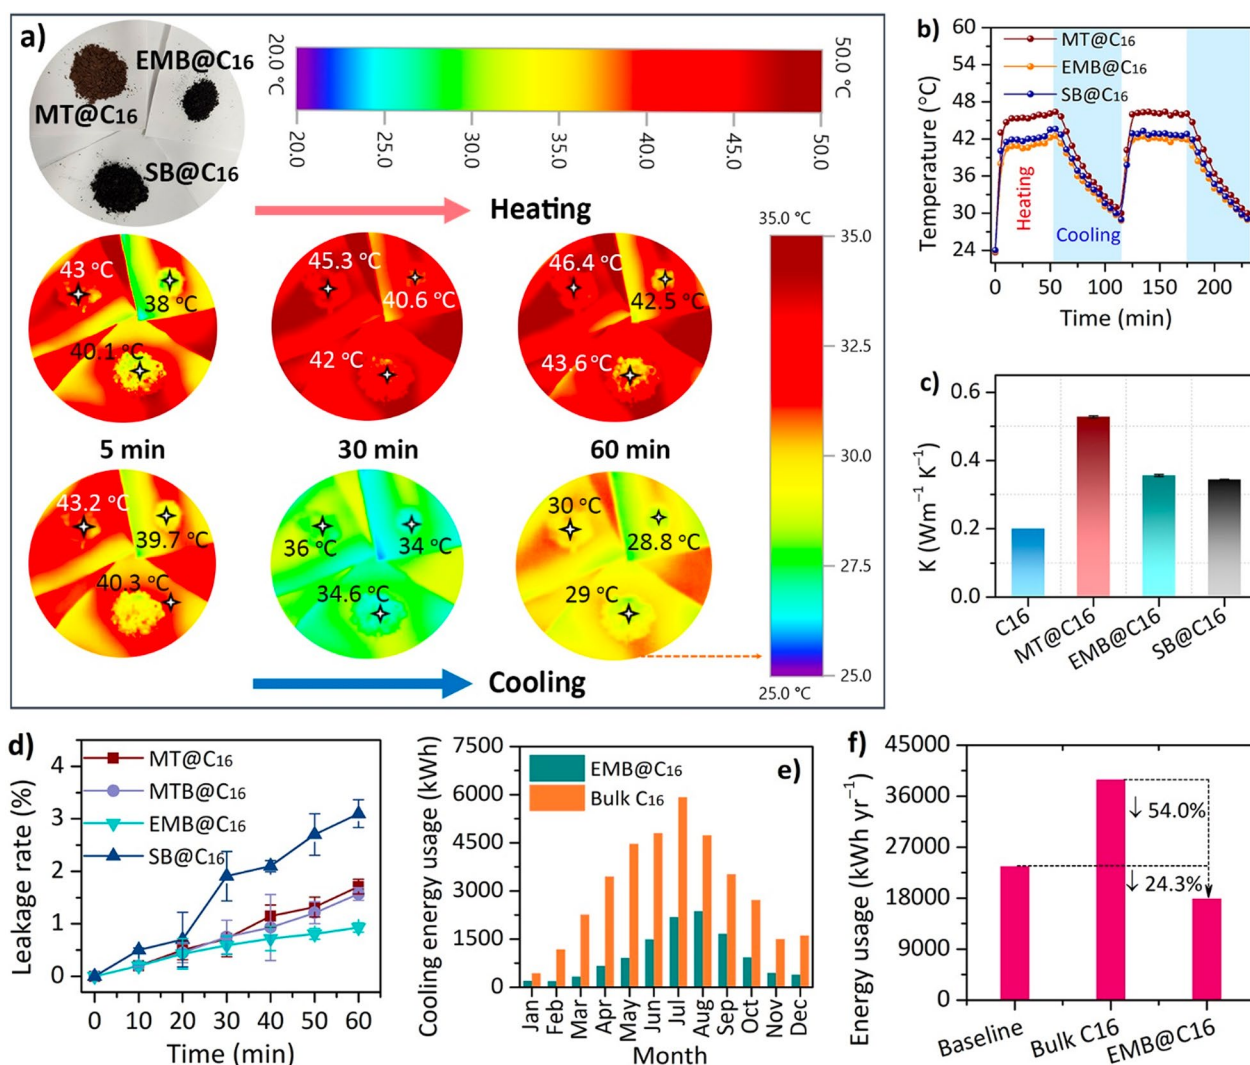 a)
EMB@C16
MT@C16
SB@C16
20.0 °C
50.0 °C
20.0
25.0
30.0
35.0
40.0
45.0
50.0
Heating
43 °C
38 °C
40.1 °C
45.3 °C
40.6 °C
42 °C
46.4 °C
42.5 °C
43.6 °C
5 min
30 min
60 min
43.2 °C
39.7 °C
40.3 °C
36 °C
34 °C
34.6 °C
30 °C
28.8 °C
29 °C
Cooling
35.0 °C
35.0
32.5
30.0
27.5
25.0
25.0 °C
b)
Temperature (°C)
60
54
48
42
36
30
24
MT@C16
EMB@C16
SB@C16
Heating
Cooling
0
50
100
150
200
Time (min)
c)
K (Wm⁻¹ K⁻¹)
0.6
0.4
0.2
0.0
C16
MT@C16
EMB@C16
SB@C16
d)
Leakage rate (%)
4
3
2
1
0
MT@C16
MTB@C16
EMB@C16
SB@C16
0
10
20
30
40
50
60
Time (min)
e)
Cooling energy usage (kWh)
7500
6000
4500
3000
1500
0
EMB@C16
Bulk C16
Jan
Feb
Mar
Apr
May
Jun
Jul
Aug
Sep
Oct
Nov
Dec
Month
f)
Energy usage (kWh yr⁻¹)
45000
36000
27000
18000
9000
0
↓ 54.0%
↓ 24.3%
Baseline
Bulk C16
EMB@C16